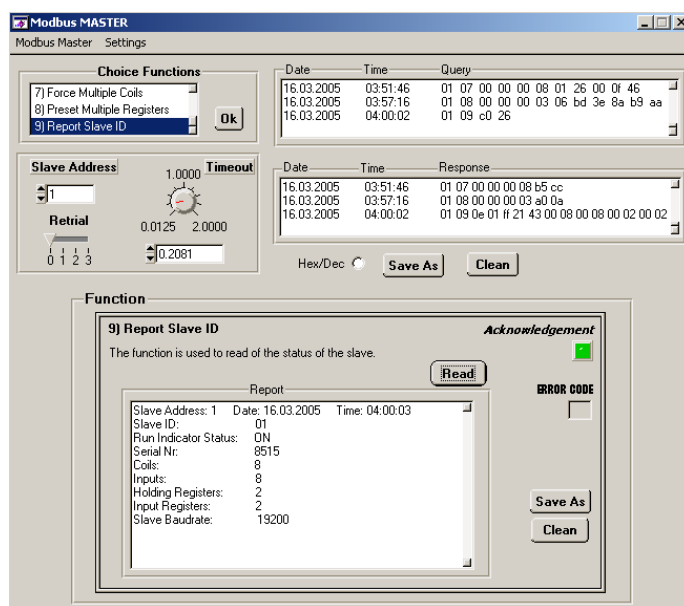 Modbus MASTER
Modbus Master Settings
Choice Functions
7) Force Multiple Coils
8) Preset Multiple Registers
9) Report Slave ID
Ok
Date Time Query
16.03.2005 03:51:46 01 07 00 00 00 08 01 26 00 0f 46
16.03.2005 03:57:16 01 08 00 00 00 03 06 bd 3e 8a b9 aa
16.03.2005 04:00:02 01 09 c0 26
Slave Address
1
Retrial
0 1 2 3
Timeout
1.0000
0.0125 2.0000
0.2081
Date Time Response
16.03.2005 03:51:46 01 07 00 00 00 08 b5 cc
16.03.2005 03:57:16 01 08 00 00 00 03 a0 0a
16.03.2005 04:00:02 01 09 0e 01 ff 21 43 00 08 00 08 00 02 00 02
Hex/Dec Save As Clean
Function
9) Report Slave ID
Acknowledgement
The function is used to read of the status of the slave.
Read
ERROR CODE
Report
Slave Address: 1 Date: 16.03.2005 Time: 04:00:03
Slave ID: 01
Run Indicator Status: ON
Serial Nr: 8515
Coils: 8
Inputs: 8
Holding Registers: 2
Input Registers: 2
Slave Baudrate: 19200
Save As
Clean